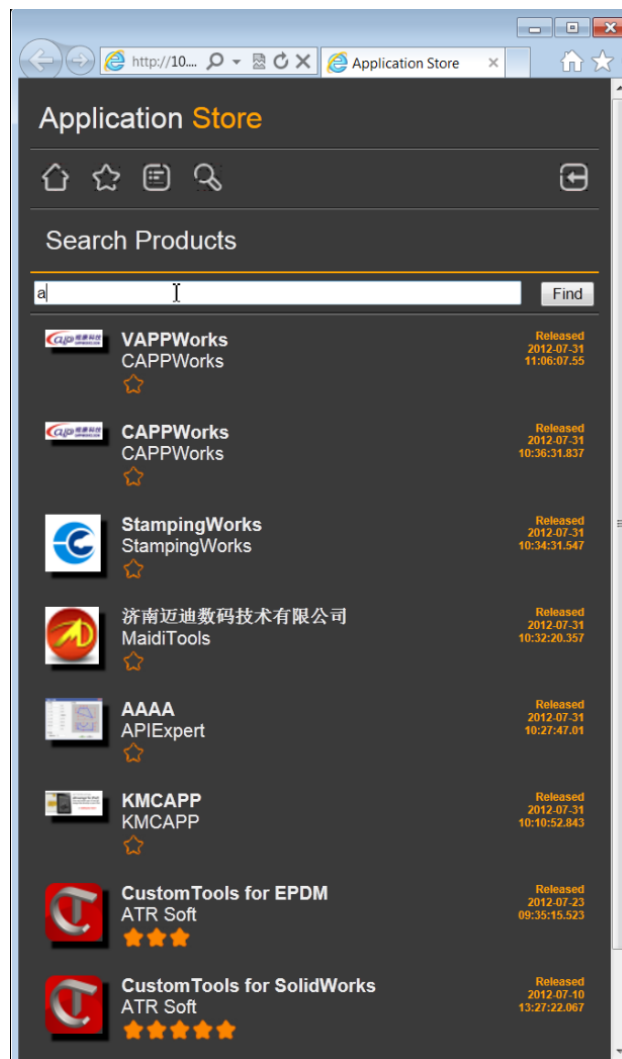 http://10....
Application Store
Application Store
Search Products
a
Find
VAPPWorks
CAPPWorks
Released
2012-07-31
11:06:07.55
CAPPWorks
CAPPWorks
Released
2012-07-31
10:36:31.837
StampingWorks
StampingWorks
Released
2012-07-31
10:34:31.547
济南迈迪数码技术有限公司
MaidiTools
Released
2012-07-31
10:32:20.357
AAAA
APIExpert
Released
2012-07-31
10:27:47.01
KMCAPP
KMCAPP
Released
2012-07-31
10:10:52.843
CustomTools for EPDM
ATR Soft
Released
2012-07-23
09:35:15.523
CustomTools for SolidWorks
ATR Soft
Released
2012-07-10
13:27:22.067